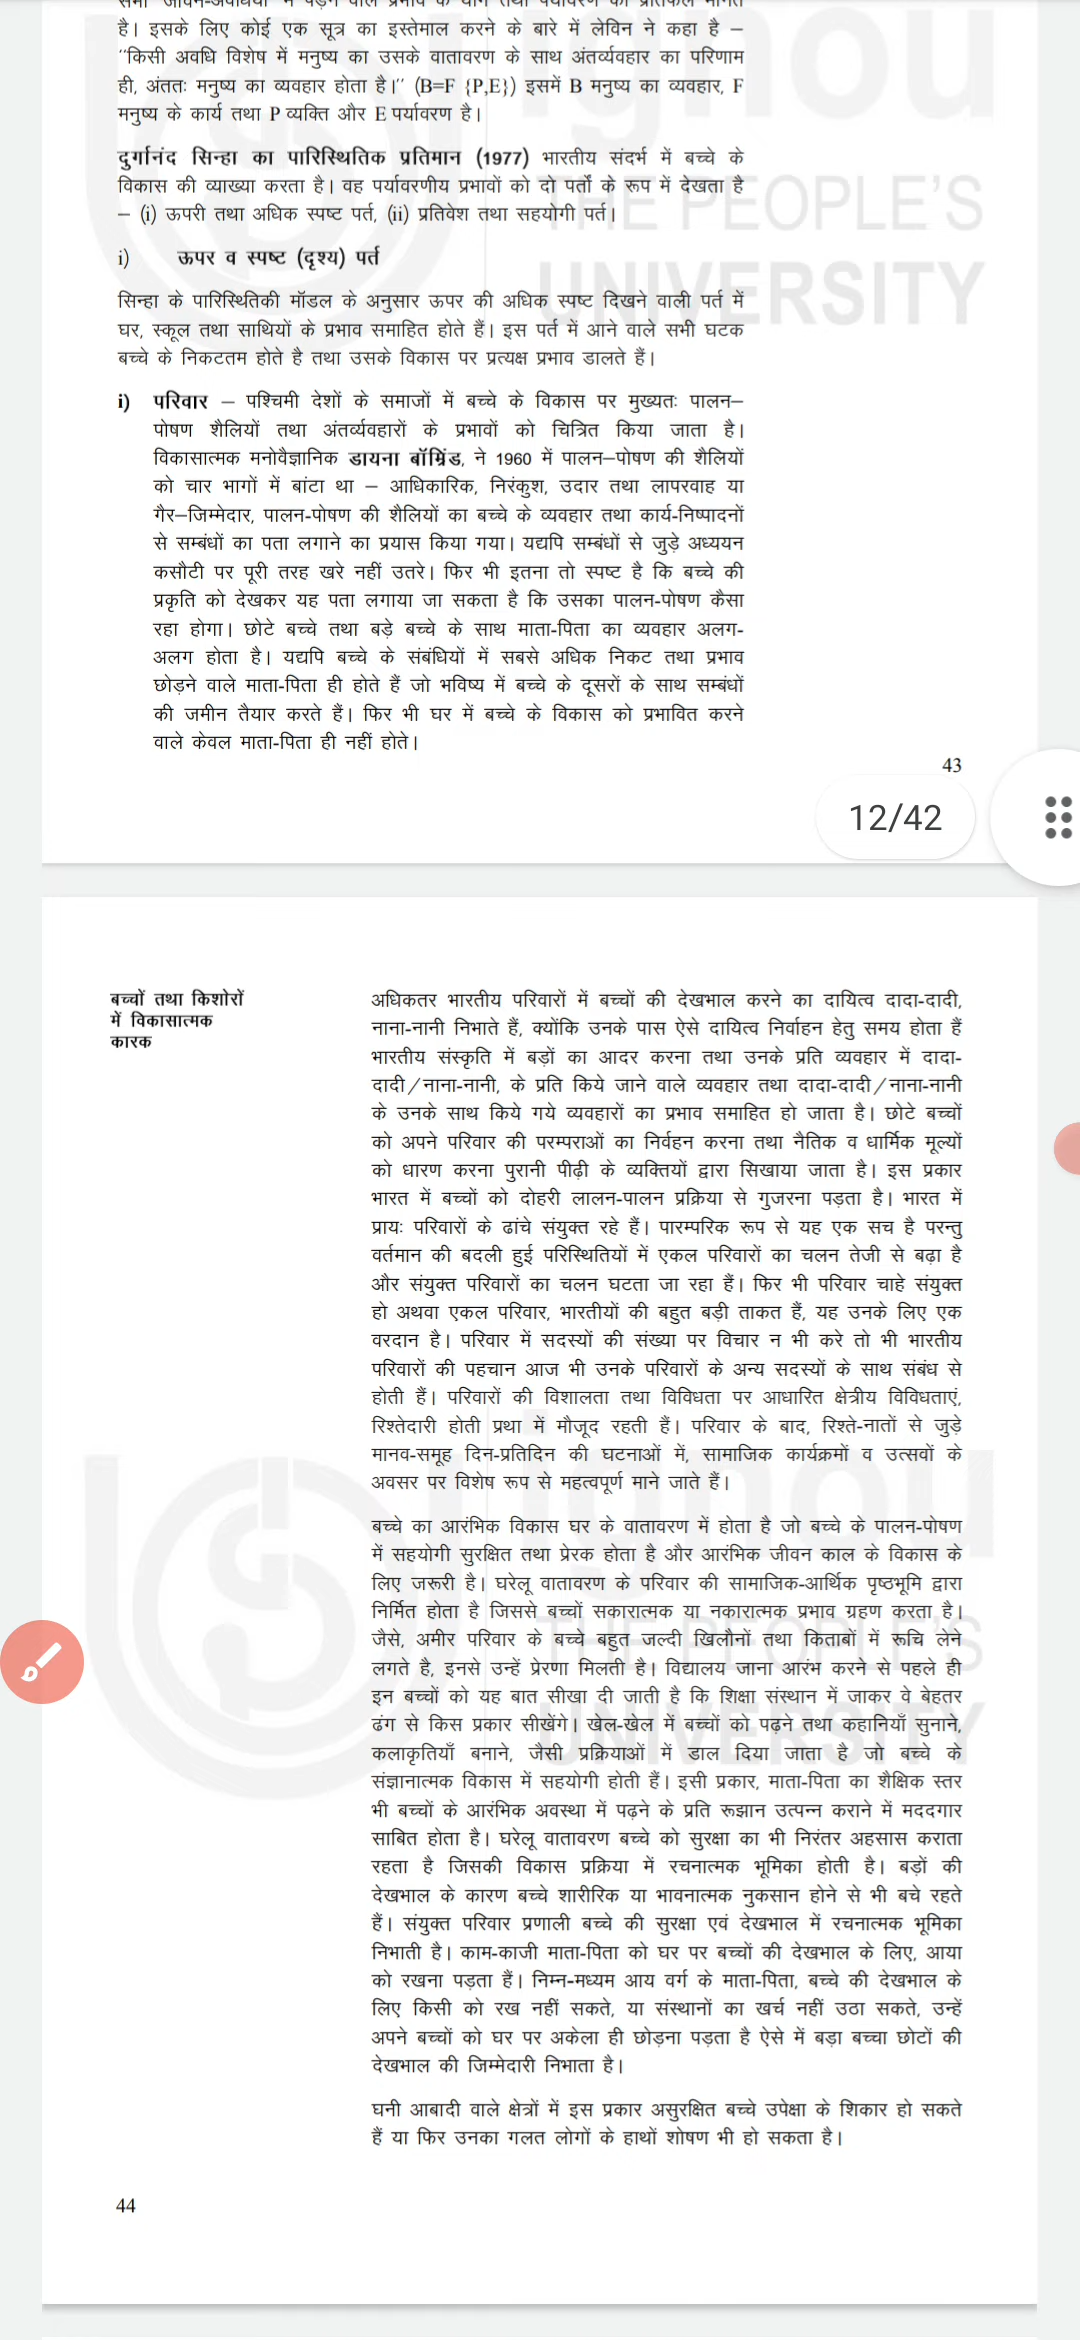 है। इसके लिए कोई एक सूत्र का इस्तेमाल करने के बारे में लेविन ने कहा है –
“किसी अवधि विशेष में मनुष्य का उसके वातावरण के साथ अंतर्व्यवहार का परिणाम
ही, अंततः मनुष्य का व्यवहार होता है।” (B=F {P,E}) इसमें B मनुष्य का व्यवहार, F
मनुष्य के कार्य तथा P व्यक्ति और E पर्यावरण है।
दुर्गानंद सिन्हा का पारिस्थितिक प्रतिमान (1977) भारतीय संदर्भ में बच्चे के
विकास की व्याख्या करता है। वह पर्यावरणीय प्रभावों को दो पर्तों के रूप में देखता है
– (i) ऊपरी तथा अधिक स्पष्ट पर्त, (ii) प्रतिवेश तथा सहयोगी पर्त।
i) ऊपर व स्पष्ट (दृश्य) पर्त
सिन्हा के पारिस्थितिकी मॉडल के अनुसार ऊपर की अधिक स्पष्ट दिखने वाली पर्त में
घर, स्कूल तथा साथियों के प्रभाव समाहित होते हैं। इस पर्त में आने वाले सभी घटक
बच्चे के निकटतम होते है तथा उसके विकास पर प्रत्यक्ष प्रभाव डालते हैं।
i) परिवार – पश्चिमी देशों के समाजों में बच्चे के विकास पर मुख्यतः पालन–
पोषण शैलियों तथा अंतर्व्यवहारों के प्रभावों को चित्रित किया जाता है।
विकासात्मक मनोवैज्ञानिक डायना बॉम्रिंड, ने 1960 में पालन–पोषण की शैलियों
को चार भागों में बांटा था – आधिकारिक, निरंकुश, उदार तथा लापरवाह या
गैर–जिम्मेदार, पालन-पोषण की शैलियों का बच्चे के व्यवहार तथा कार्य-निष्पादनों
से सम्बंधों का पता लगाने का प्रयास किया गया। यद्यपि सम्बंधों से जुड़े अध्ययन
कसौटी पर पूरी तरह खरे नहीं उतरे। फिर भी इतना तो स्पष्ट है कि बच्चे की
प्रकृति को देखकर यह पता लगाया जा सकता है कि उसका पालन-पोषण कैसा
रहा होगा। छोटे बच्चे तथा बड़े बच्चे के साथ माता-पिता का व्यवहार अलग-
अलग होता है। यद्यपि बच्चे के संबंधियों में सबसे अधिक निकट तथा प्रभाव
छोड़ने वाले माता-पिता ही होते हैं जो भविष्य में बच्चे के दूसरों के साथ सम्बंधों
की जमीन तैयार करते हैं। फिर भी घर में बच्चे के विकास को प्रभावित करने
वाले केवल माता-पिता ही नहीं होते।
43
12/42
बच्चों तथा किशोरों
में विकासात्मक
कारक
अधिकतर भारतीय परिवारों में बच्चों की देखभाल करने का दायित्व दादा-दादी,
नाना-नानी निभाते हैं, क्योंकि उनके पास ऐसे दायित्व निर्वाहन हेतु समय होता हैं
भारतीय संस्कृति में बड़ों का आदर करना तथा उनके प्रति व्यवहार में दादा-
दादी/नाना-नानी, के प्रति किये जाने वाले व्यवहार तथा दादा-दादी/नाना-नानी
के उनके साथ किये गये व्यवहारों का प्रभाव समाहित हो जाता है। छोटे बच्चों
को अपने परिवार की परम्पराओं का निर्वहन करना तथा नैतिक व धार्मिक मूल्यों
को धारण करना पुरानी पीढ़ी के व्यक्तियों द्वारा सिखाया जाता है। इस प्रकार
भारत में बच्चों को दोहरी लालन-पालन प्रक्रिया से गुजरना पड़ता है। भारत में
प्रायः परिवारों के ढांचे संयुक्त रहे हैं। पारम्परिक रूप से यह एक सच है परन्तु
वर्तमान की बदली हुई परिस्थितियों में एकल परिवारों का चलन तेजी से बढ़ा है
और संयुक्त परिवारों का चलन घटता जा रहा हैं। फिर भी परिवार चाहे संयुक्त
हो अथवा एकल परिवार, भारतीयों की बहुत बड़ी ताकत हैं, यह उनके लिए एक
वरदान है। परिवार में सदस्यों की संख्या पर विचार न भी करे तो भी भारतीय
परिवारों की पहचान आज भी उनके परिवारों के अन्य सदस्यों के साथ संबंध से
होती हैं। परिवारों की विशालता तथा विविधता पर आधारित क्षेत्रीय विविधताएं,
रिश्तेदारी होती प्रथा में मौजूद रहती हैं। परिवार के बाद, रिश्ते-नातों से जुड़े
मानव-समूह दिन-प्रतिदिन की घटनाओं में, सामाजिक कार्यक्रमों व उत्सवों के
अवसर पर विशेष रूप से महत्वपूर्ण माने जाते हैं।
बच्चे का आरंभिक विकास घर के वातावरण में होता है जो बच्चे के पालन-पोषण
में सहयोगी सुरक्षित तथा प्रेरक होता है और आरंभिक जीवन काल के विकास के
लिए जरूरी है। घरेलू वातावरण के परिवार की सामाजिक-आर्थिक पृष्ठभूमि द्वारा
निर्मित होता है जिससे बच्चों सकारात्मक या नकारात्मक प्रभाव ग्रहण करता है।
जैसे, अमीर परिवार के बच्चे बहुत जल्दी खिलौनों तथा किताबों में रूचि लेने
लगते है, इनसे उन्हें प्रेरणा मिलती है। विद्यालय जाना आरंभ करने से पहले ही
इन बच्चों को यह बात सीखा दी जाती है कि शिक्षा संस्थान में जाकर वे बेहतर
ढंग से किस प्रकार सीखेंगे। खेल-खेल में बच्चों को पढ़ने तथा कहानियाँ सुनाने,
कलाकृतियाँ बनाने, जैसी प्रक्रियाओं में डाल दिया जाता है जो बच्चे के
संज्ञानात्मक विकास में सहयोगी होती हैं। इसी प्रकार, माता-पिता का शैक्षिक स्तर
भी बच्चों के आरंभिक अवस्था में पढ़ने के प्रति रूझान उत्पन्न कराने में मददगार
साबित होता है। घरेलू वातावरण बच्चे को सुरक्षा का भी निरंतर अहसास कराता
रहता है जिसकी विकास प्रक्रिया में रचनात्मक भूमिका होती है। बड़ों की
देखभाल के कारण बच्चे शारीरिक या भावनात्मक नुकसान होने से भी बचे रहते
हैं। संयुक्त परिवार प्रणाली बच्चे की सुरक्षा एवं देखभाल में रचनात्मक भूमिका
निभाती है। काम-काजी माता-पिता को घर पर बच्चों की देखभाल के लिए, आया
को रखना पड़ता हैं। निम्न-मध्यम आय वर्ग के माता-पिता, बच्चे की देखभाल के
लिए किसी को रख नहीं सकते, या संस्थानों का खर्च नहीं उठा सकते, उन्हें
अपने बच्चों को घर पर अकेला ही छोड़ना पड़ता है ऐसे में बड़ा बच्चा छोटों की
देखभाल की जिम्मेदारी निभाता है।
घनी आबादी वाले क्षेत्रों में इस प्रकार असुरक्षित बच्चे उपेक्षा के शिकार हो सकते
हैं या फिर उनका गलत लोगों के हाथों शोषण भी हो सकता है।
44
ignou
THE PEOPLE'S
UNIVERSITY
ignou
THE PEOPLE'S
UNIVERSITY